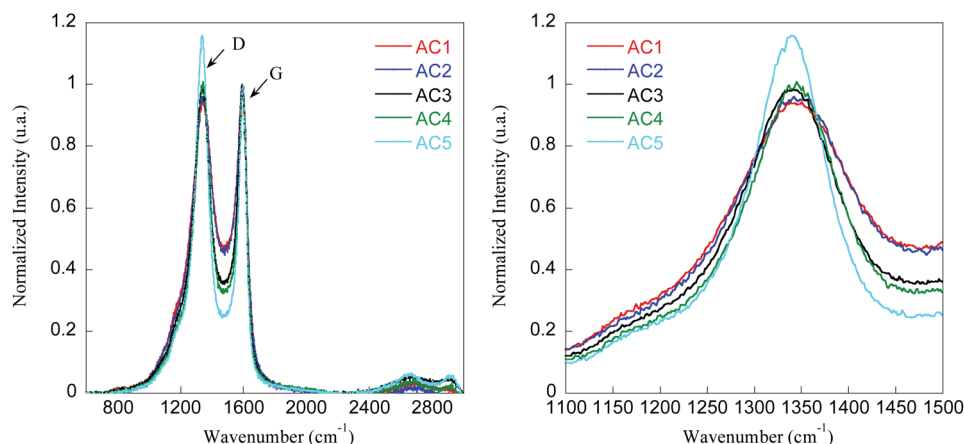 1.2
1
0.8
0.6
0.4
0.2
0
Normalized Intensity (u.a.)
D
G
AC1
AC2
AC3
AC4
AC5
800 1200 1600 2000 2400 2800
Wavenumber (cm-1)
1.2
1
0.8
0.6
0.4
0.2
0
Normalized Intensity (u.a.)
AC1
AC2
AC3
AC4
AC5
1100 1150 1200 1250 1300 1350 1400 1450 1500
Wavenumber (cm-1)